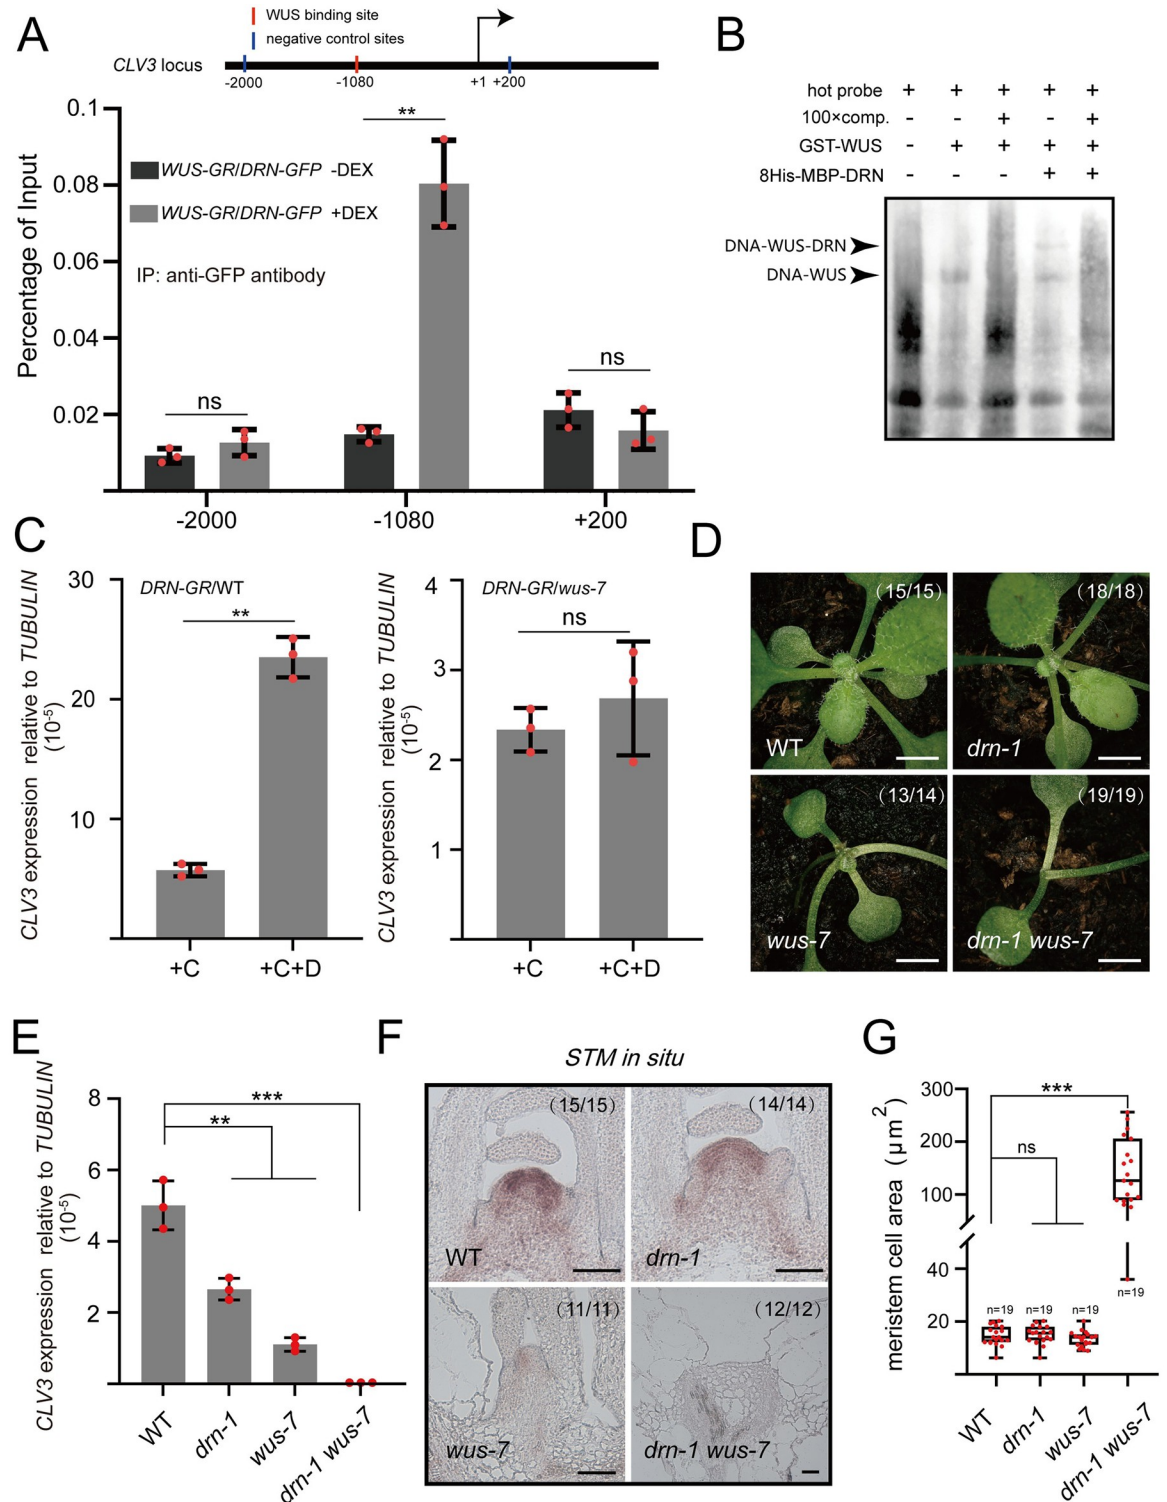 A
WUS binding site
negative control sites
CLV3 locus
-2000
-1080
+1
+200
Percentage of Input
0.1
0.08
0.06
0.04
0.02
WUS-GR/DRN-GFP -DEX
WUS-GR/DRN-GFP +DEX
IP: anti-GFP antibody
ns
**
ns
-2000
-1080
+200
B
hot probe + + + + +
100×comp. - - + - +
GST-WUS - + + + +
8His-MBP-DRN - - - + +
DNA-WUS-DRN
DNA-WUS
C
CLV3 expression relative to TUBULIN
(10-5)
30
20
10
DRN-GR/WT
**
+C
+C+D
CLV3 expression relative to TUBULIN
(10-5)
4
3
2
1
DRN-GR/wus-7
ns
+C
+C+D
D
(15/15)
WT
(18/18)
drn-1
(13/14)
wus-7
(19/19)
drn-1 wus-7
E
CLV3 expression relative to TUBULIN
(10-5)
8
6
4
2
***
**
WT
drn-1
wus-7
drn-1 wus-7
F
STM in situ
(15/15)
WT
(14/14)
drn-1
(11/11)
wus-7
(12/12)
drn-1 wus-7
G
meristem cell area (μm2)
300
200
100
40
20
***
ns
n=19
n=19
n=19
n=19
WT
drn-1
wus-7
drn-1 wus-7